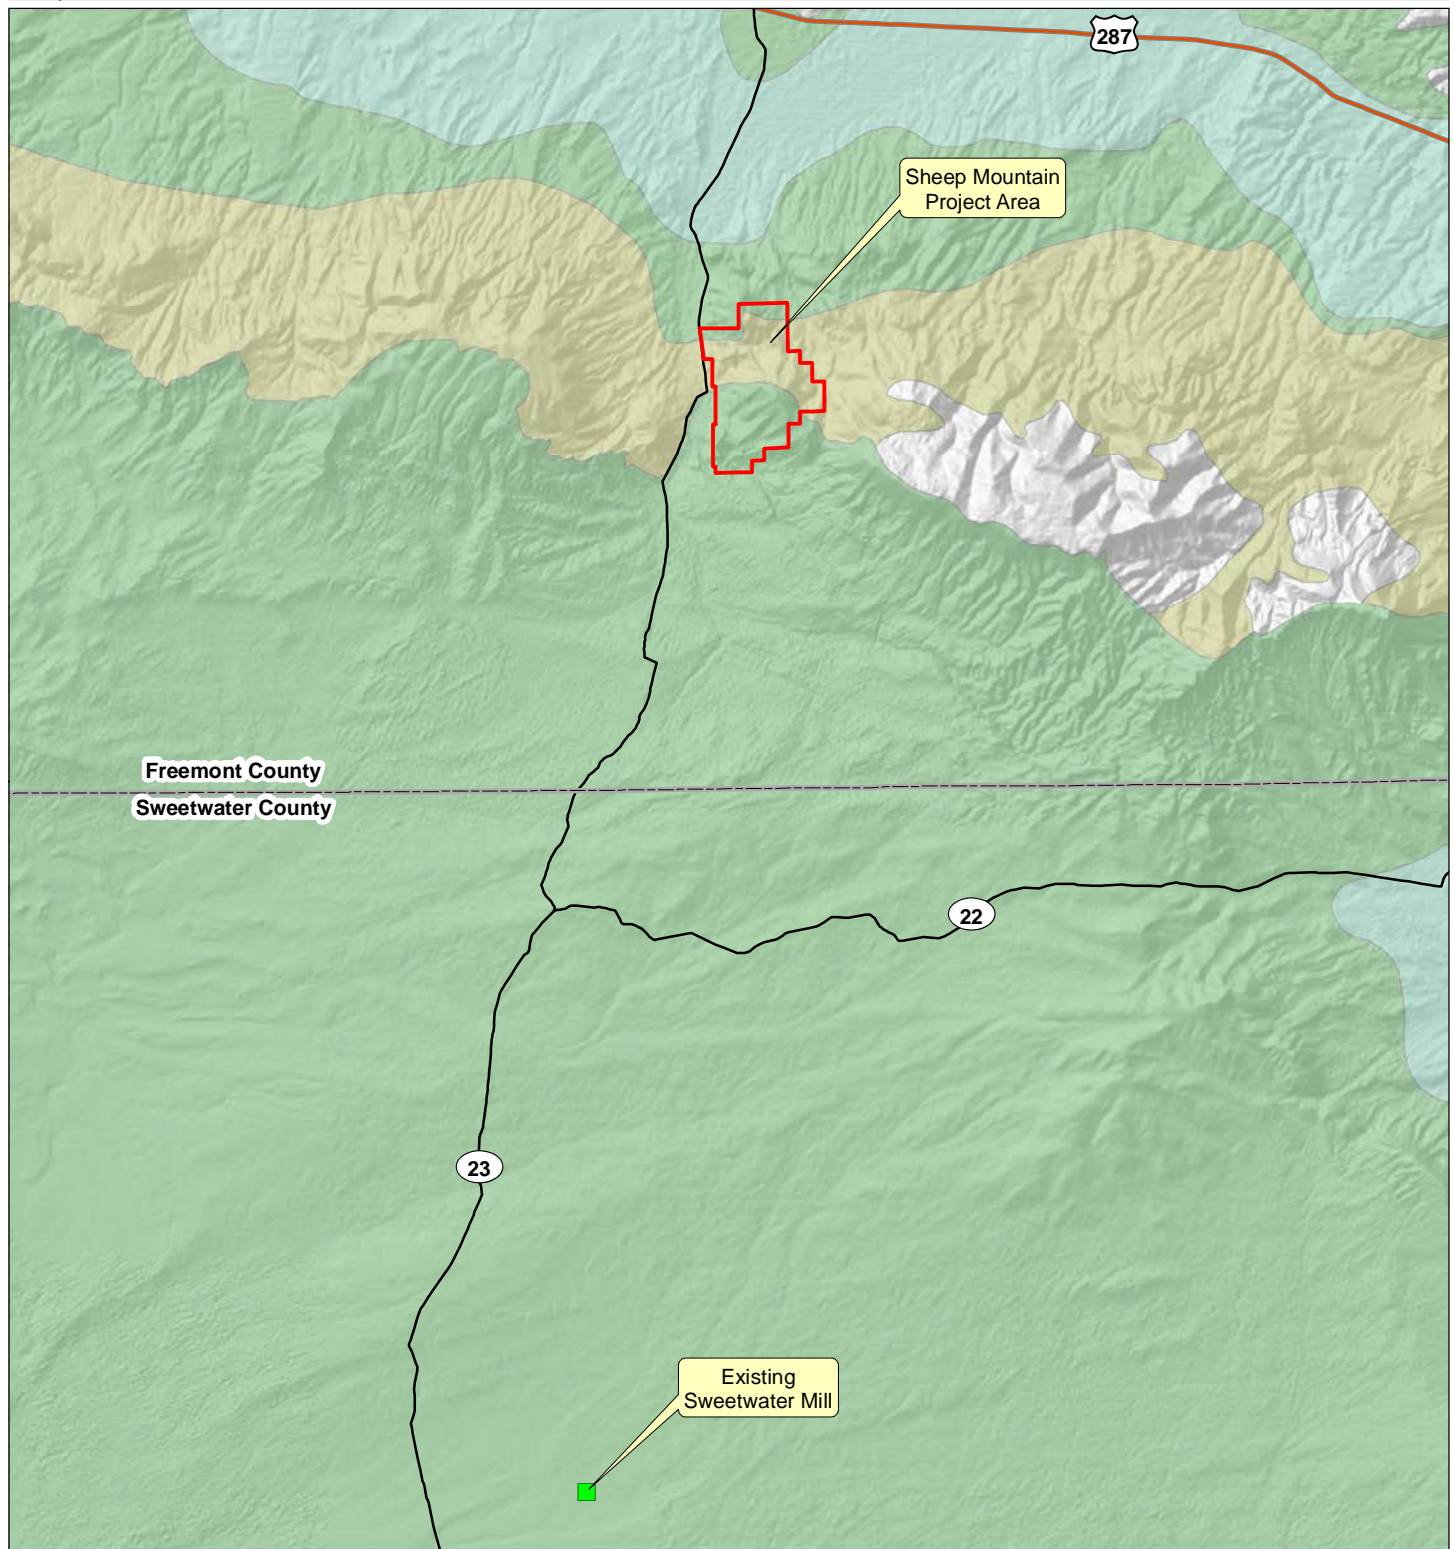 287
Sheep Mountain
Project Area
Freemont County
Sweetwater County
22
23
Existing
Sweetwater Mill